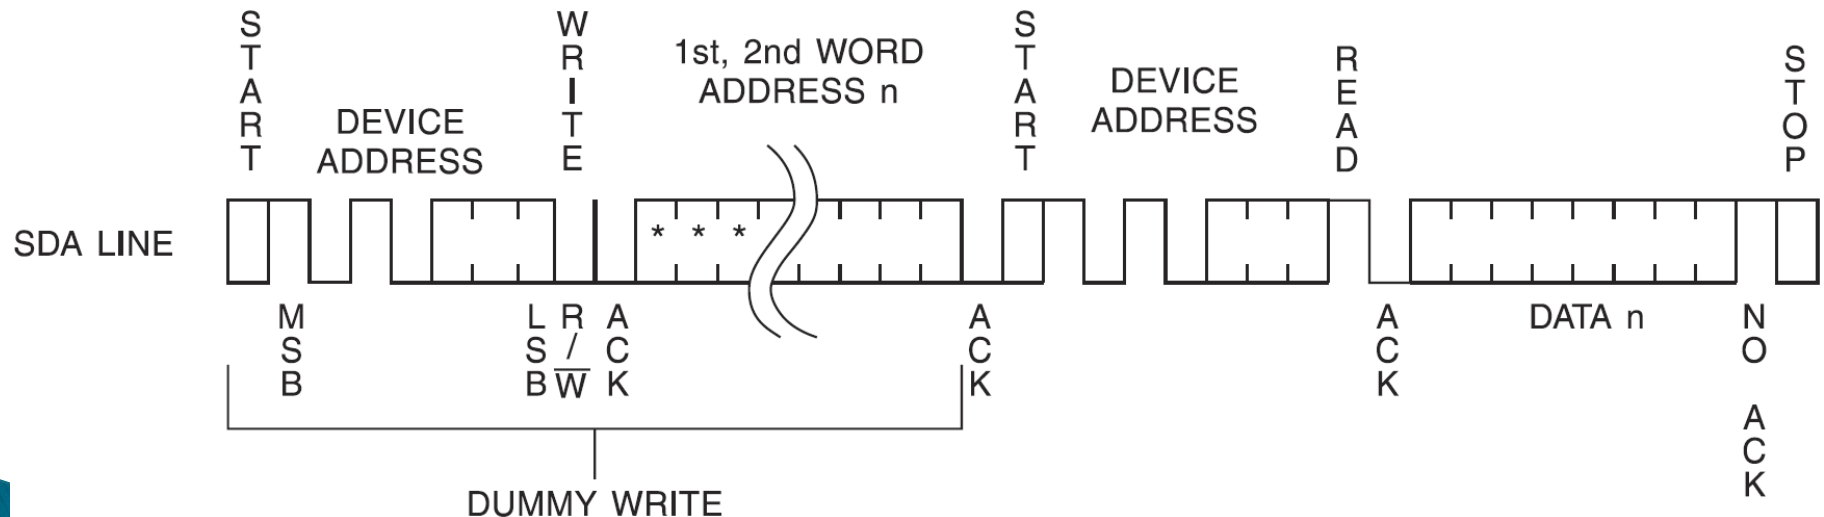 START
WRITE
1st, 2nd WORD
ADDRESS n
START
DEVICE
ADDRESS
READ
STOP
DEVICE
ADDRESS
SDA LINE
* * *
MSB
LSB
R/W̅
ACK
ACK
ACK
DATA n
NO ACK
DUMMY WRITE